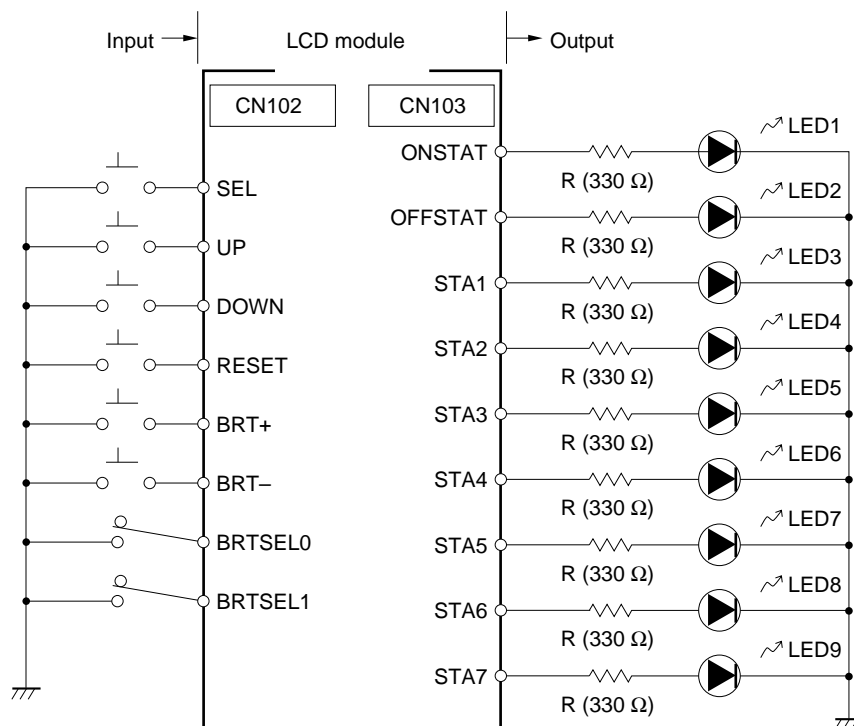 Input LCD module Output
CN102 CN103
ONSTAT
LED1
R (330 Ω)
SEL
OFFSTAT
LED2
R (330 Ω)
UP
STA1
LED3
R (330 Ω)
DOWN
STA2
LED4
R (330 Ω)
RESET
STA3
LED5
R (330 Ω)
BRT+
STA4
LED6
R (330 Ω)
BRT–
STA5
LED7
R (330 Ω)
BRTSEL0
STA6
LED8
R (330 Ω)
BRTSEL1
STA7
LED9
R (330 Ω)